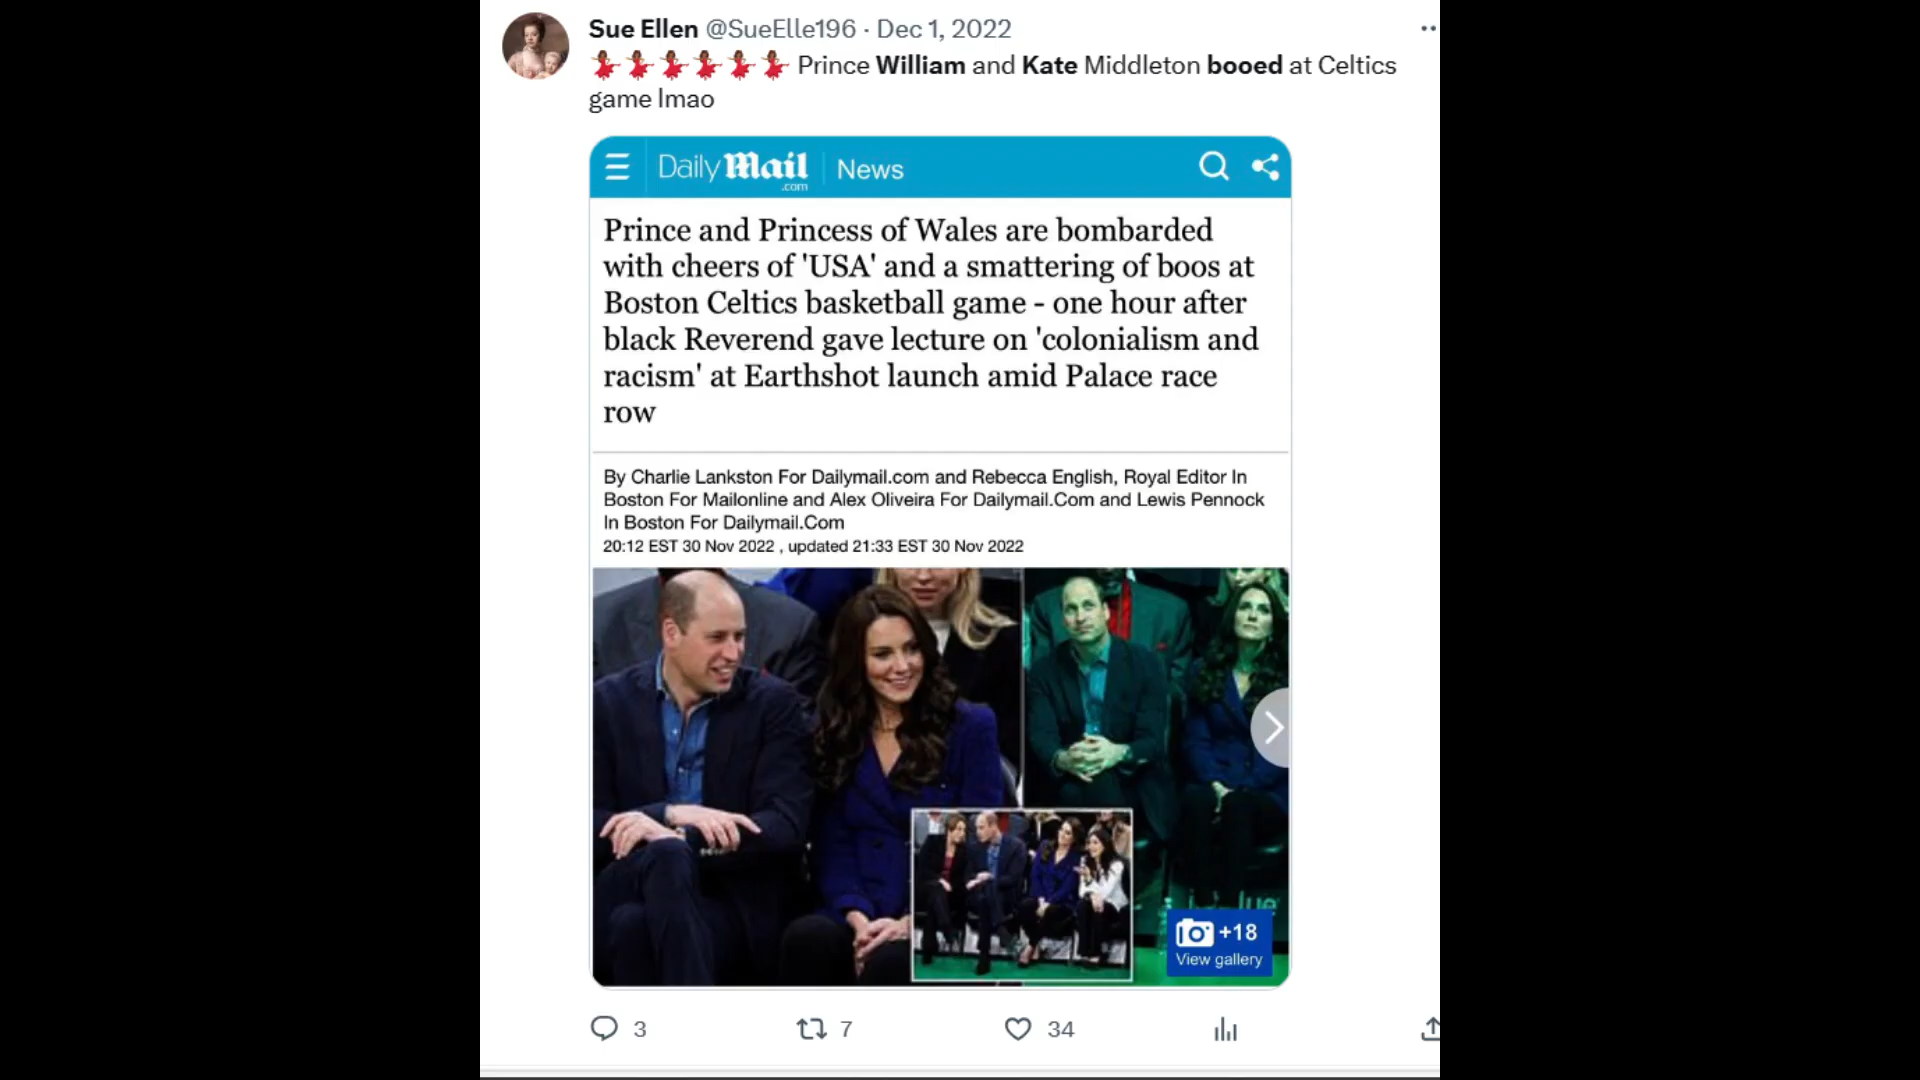 Sue Ellen @SueElle196 · Dec 1, 2022
Prince William and Kate Middleton booed at Celtics
game lmao
Daily Mail .com News
Prince and Princess of Wales are bombarded
with cheers of 'USA' and a smattering of boos at
Boston Celtics basketball game - one hour after
black Reverend gave lecture on 'colonialism and
racism' at Earthshot launch amid Palace race
row
By Charlie Lankston For Dailymail.com and Rebecca English, Royal Editor In
Boston For Mailonline and Alex Oliveira For Dailymail.Com and Lewis Pennock
In Boston For Dailymail.Com
20:12 EST 30 Nov 2022 , updated 21:33 EST 30 Nov 2022
+18
View gallery
3 7 34